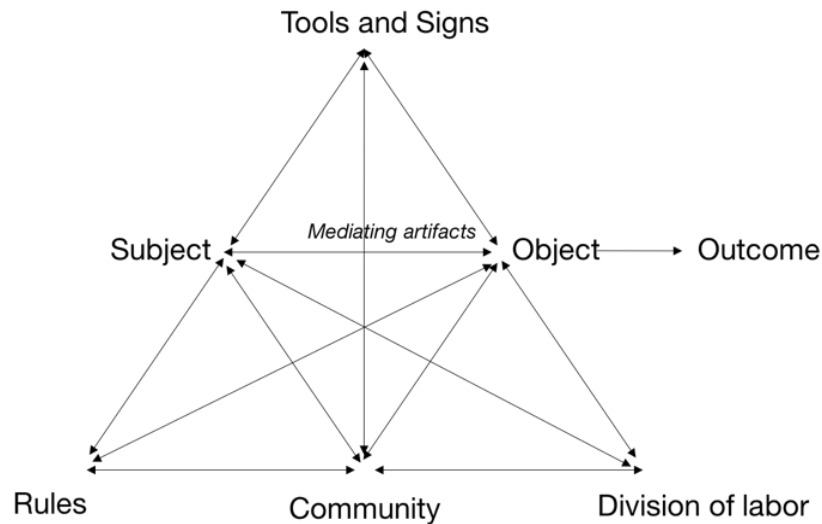 Tools and Signs
Mediating artifacts
Subject
Object
Outcome
Rules
Community
Division of labor